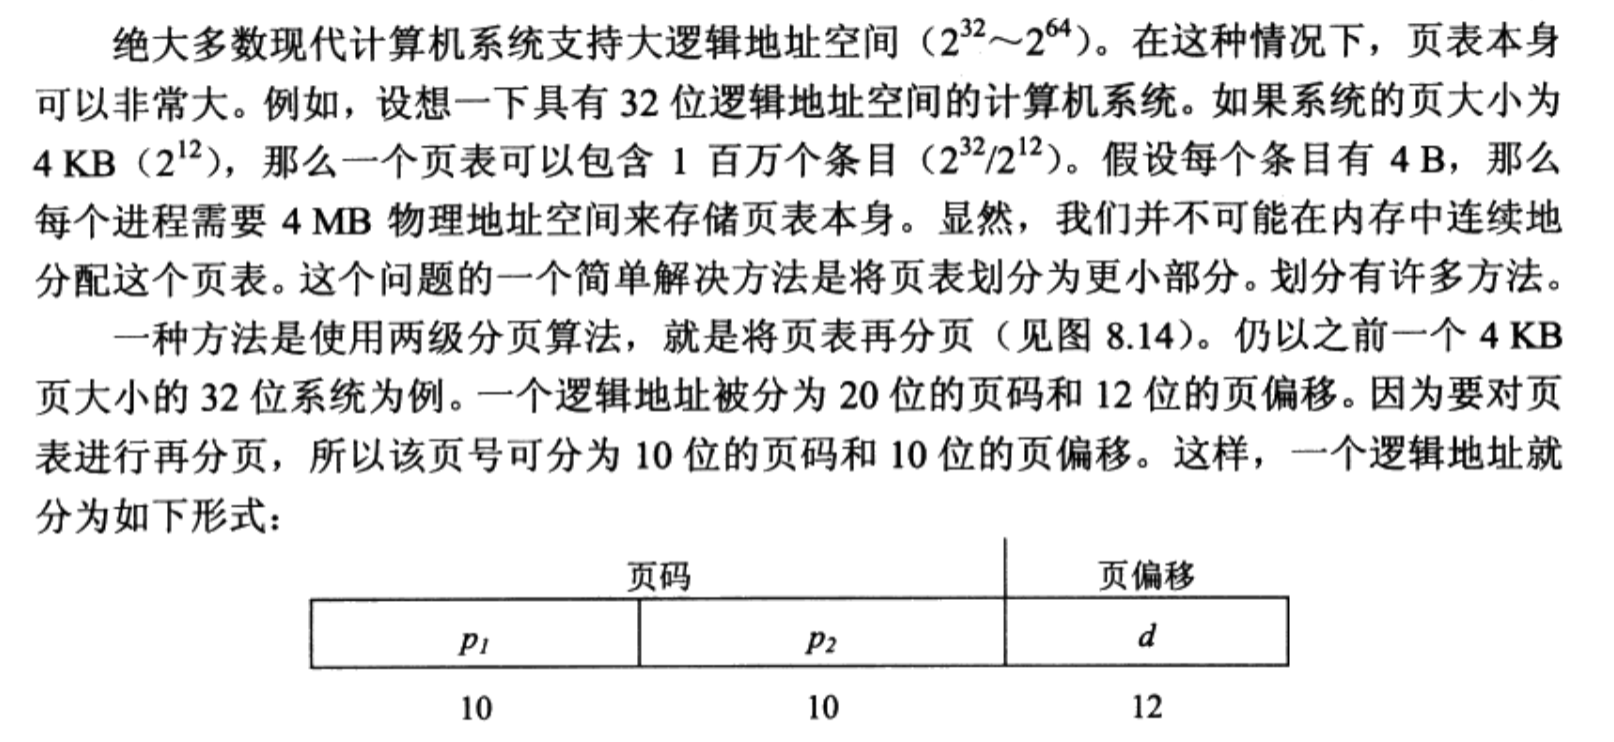 绝大多数现代计算机系统支持大逻辑地址空间（2³²～2⁶⁴）。在这种情况下，页表本身
可以非常大。例如，设想一下具有 32 位逻辑地址空间的计算机系统。如果系统的页大小为
4 KB（2¹²），那么一个页表可以包含 1 百万个条目（2³²/2¹²）。假设每个条目有 4 B，那么
每个进程需要 4 MB 物理地址空间来存储页表本身。显然，我们并不可能在内存中连续地
分配这个页表。这个问题的一个简单解决方法是将页表划分为更小部分。划分有许多方法。
一种方法是使用两级分页算法，就是将页表再分页（见图 8.14）。仍以之前一个 4 KB
页大小的 32 位系统为例。一个逻辑地址被分为 20 位的页码和 12 位的页偏移。因为要对页
表进行再分页，所以该页号可分为 10 位的页码和 10 位的页偏移。这样，一个逻辑地址就
分为如下形式：
页码 页偏移
p₁ p₂ d
10 10 12